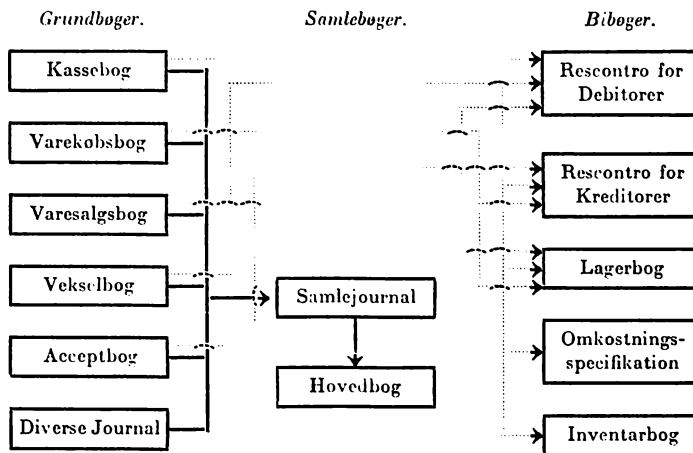 Grundbøger.
Samlebøger.
Bibøger.
Kassebog
Varekøbsbog
Varesalgsbog
Vekselbog
Acceptbog
Diverse Journal
Samlejournal
Hovedbog
Rescontro for
Debitorer
Rescontro for
Kreditorer
Lagerbog
Omkostnings-
specifikation
Inventarbog